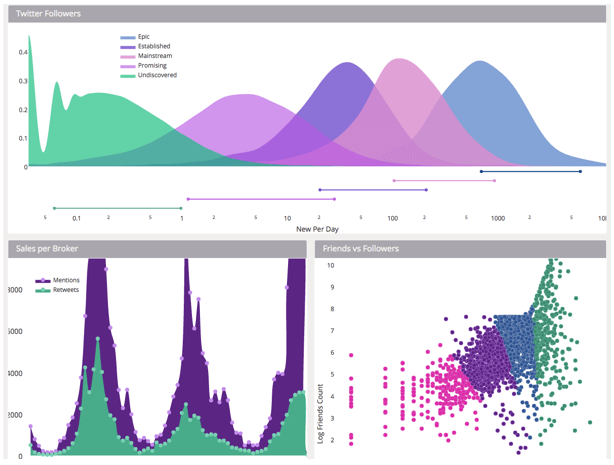 Twitter Followers
Epic
Established
Mainstream
Promising
Undiscovered
0.4
0.3
0.2
0.1
0
5 0.1 2 5 1 2 5 10 2 5 100 2 5 1000 2 5
New Per Day
Sales per Broker
Mentions
Retweets
8000
6000
4000
2000
0
Friends vs Followers
10
9
8
7
6
5
4
3
2
Log Friends Count